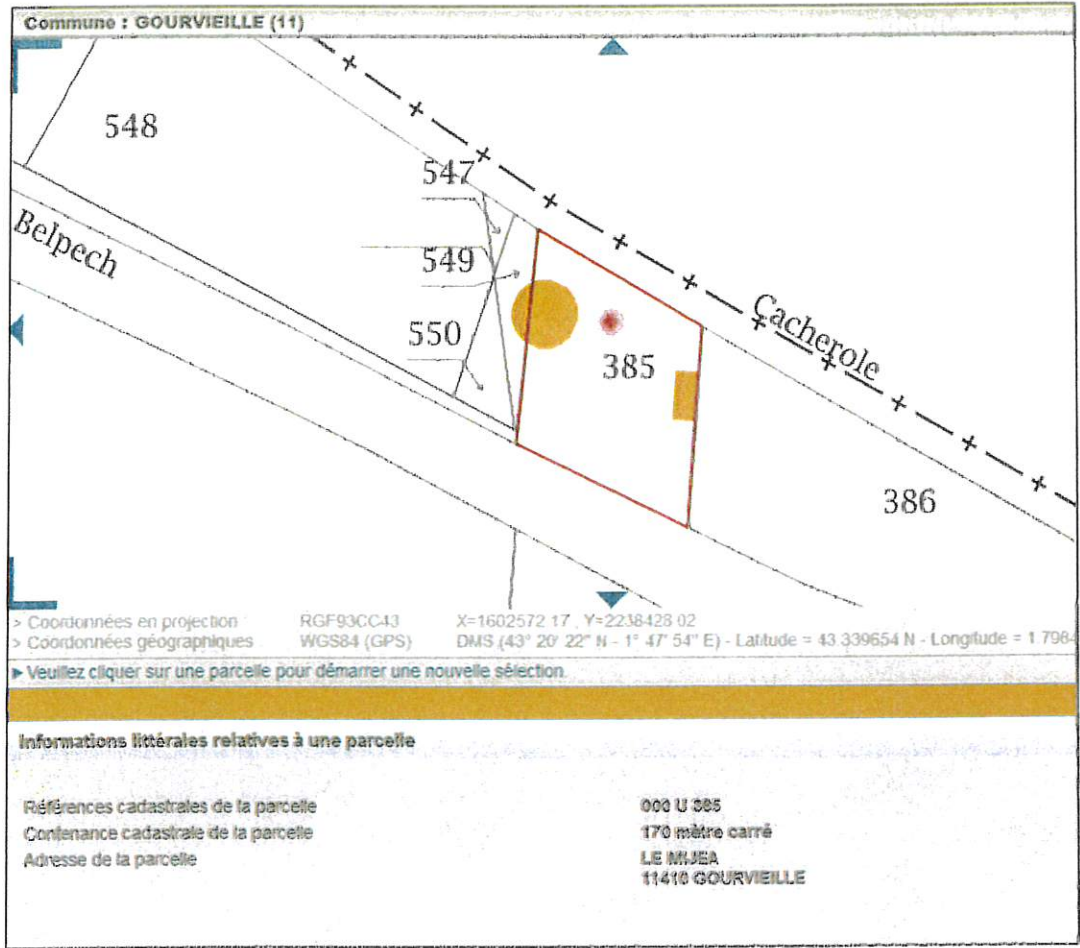 Commune : GOURVIEILLE (11)
548
547
Belpech
549
550
Cacherole
385
386
> Coordonnées en projection RGF93CC43 X=1602572.17 , Y=2238428.02
> Coordonnées géographiques WGS84 (GPS) DMS (43° 20' 22" N - 1° 47' 54" E) - Latitude = 43.339654 N - Longitude = 1.7984
Veuillez cliquer sur une parcelle pour démarrer une nouvelle sélection.
Informations littérales relatives à une parcelle
Références cadastrales de la parcelle 000 U 385
Contenance cadastrale de la parcelle 170 mètre carré
Adresse de la parcelle LE MIJEA
11410 GOURVIEILLE